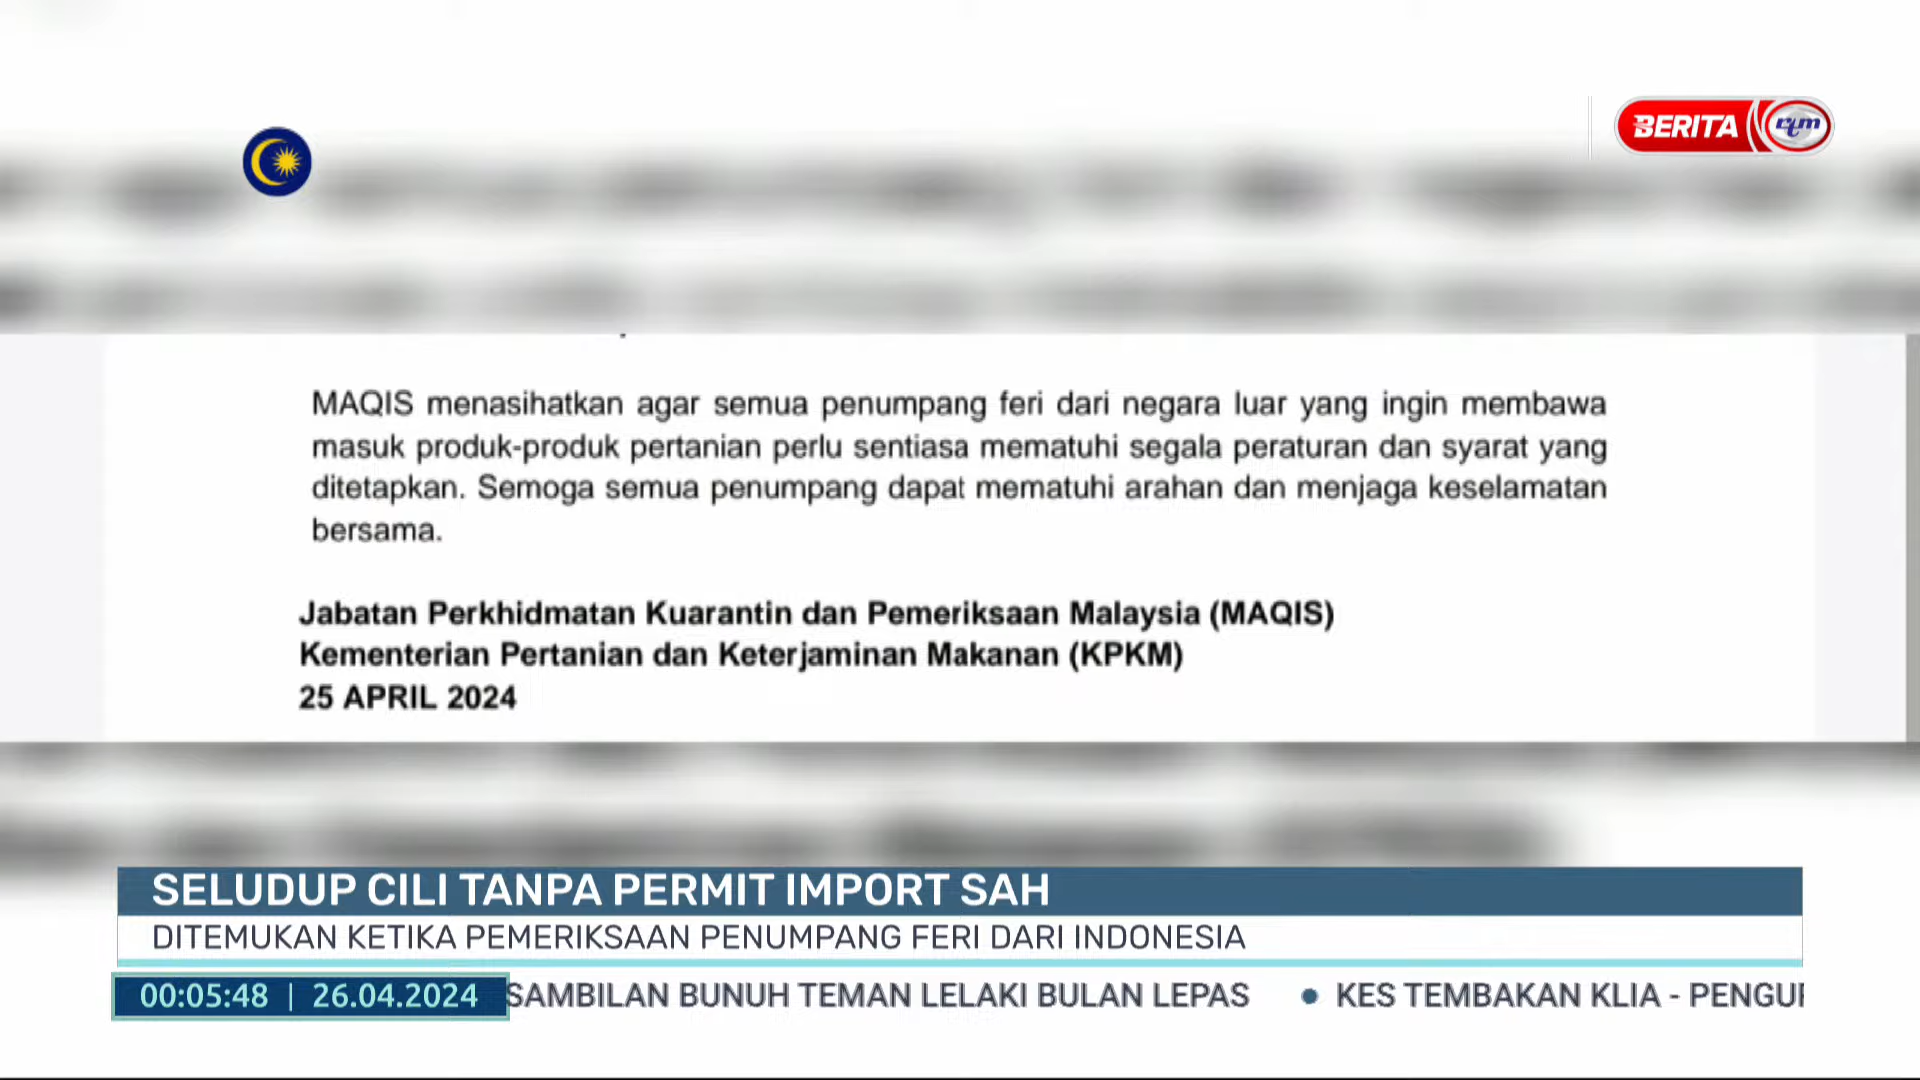 BERITA rtm
MAQIS menasihatkan agar semua penumpang feri dari negara luar yang ingin membawa
masuk produk-produk pertanian perlu sentiasa mematuhi segala peraturan dan syarat yang
ditetapkan. Semoga semua penumpang dapat mematuhi arahan dan menjaga keselamatan
bersama.
Jabatan Perkhidmatan Kuarantin dan Pemeriksaan Malaysia (MAQIS)
Kementerian Pertanian dan Keterjaminan Makanan (KPKM)
25 APRIL 2024
SELUDUP CILI TANPA PERMIT IMPORT SAH
DITEMUKAN KETIKA PEMERIKSAAN PENUMPANG FERI DARI INDONESIA
00:05:48 | 26.04.2024 SAMBILAN BUNUH TEMAN LELAKI BULAN LEPAS • KES TEMBAKAN KLIA -